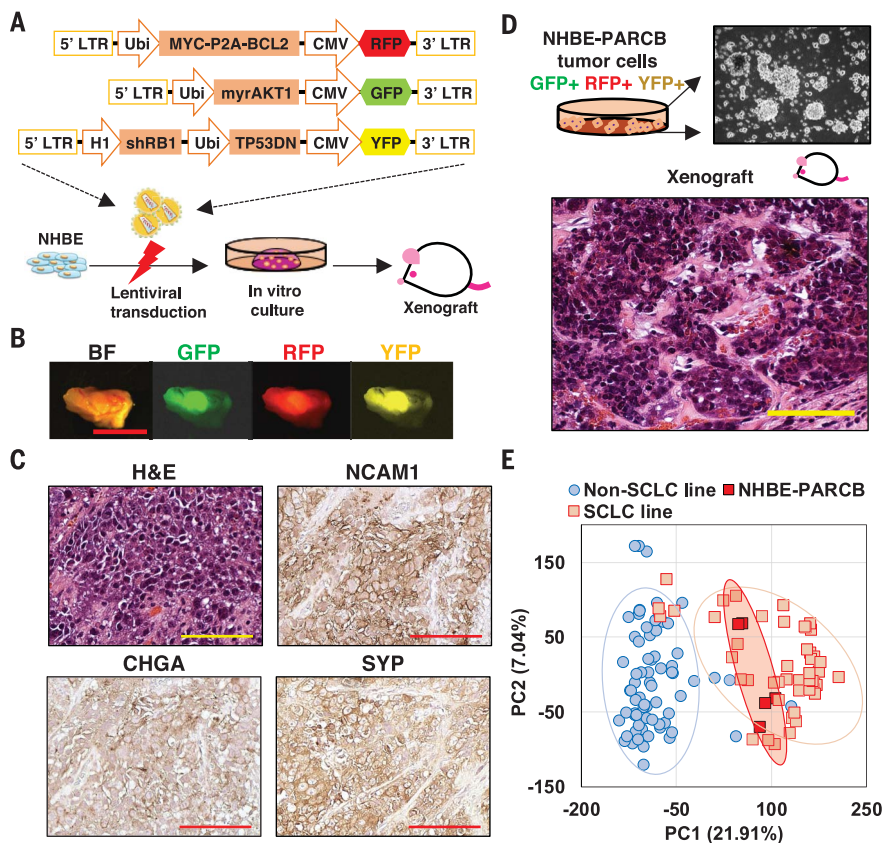 A
5' LTR Ubi MYC-P2A-BCL2 CMV RFP 3' LTR
5' LTR Ubi myrAKT1 CMV GFP 3' LTR
5' LTR H1 shRB1 Ubi TP53DN CMV YFP 3' LTR
NHBE
Lentiviral
transduction
In vitro
culture
Xenograft
B
BF GFP RFP YFP
C
H&E NCAM1
CHGA SYP
D
NHBE-PARCB
tumor cells
GFP+ RFP+ YFP+
Xenograft
E
Non-SCLC line NHBE-PARCB
SCLC line
PC2 (7.04%)
150
50
-50
-150
-200 -50 100 250
PC1 (21.91%)